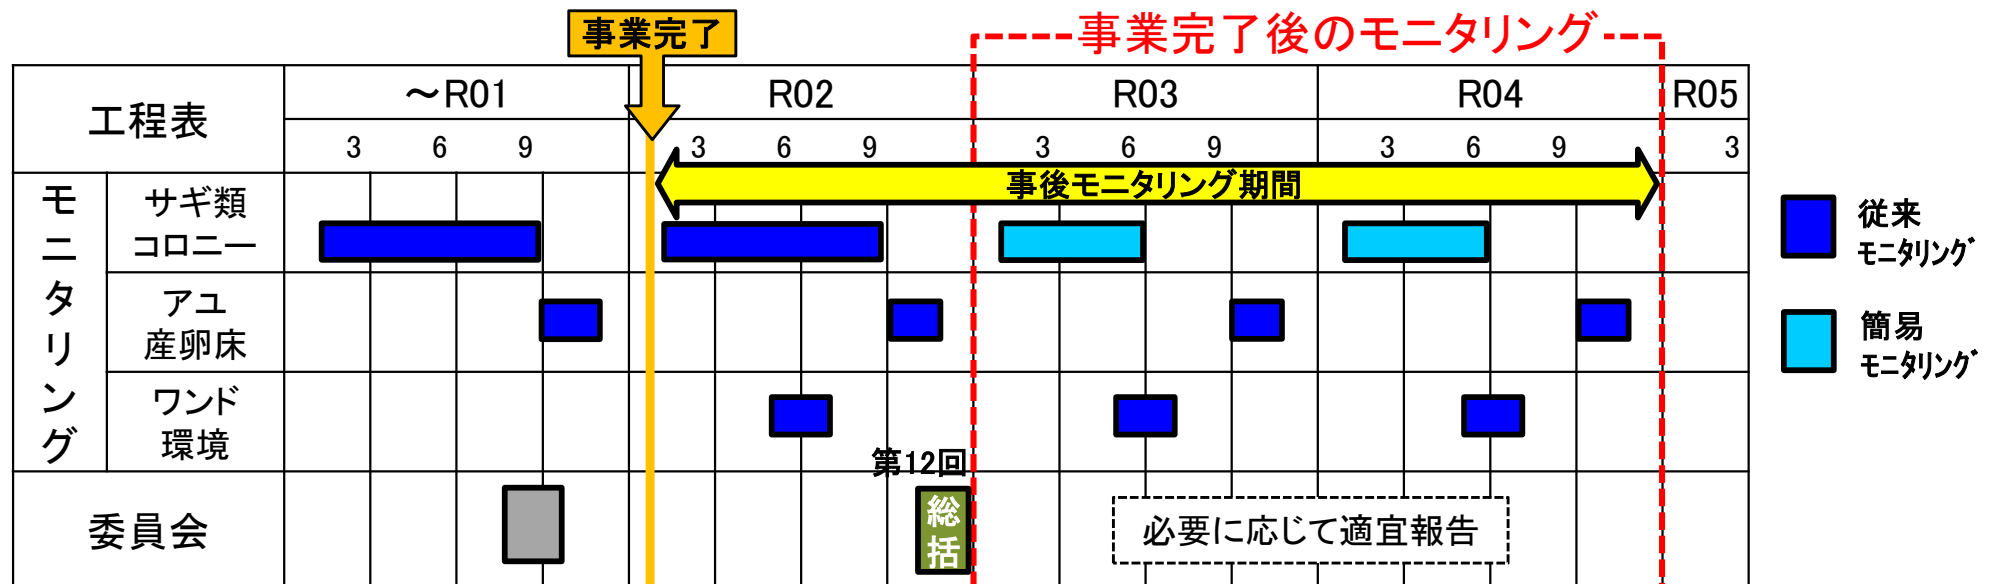 事業完了
事業完了後のモニタリング
工程表
～R01
R02
R03
R04
R05
3 6 9 3 6 9 3 6 9 3 6 9 3
事後モニタリング期間
モニタリング
サギ類
コロニー
アユ
産卵床
ワンド
環境
第12回
委員会
総括
必要に応じて適宜報告
従来
モニタリング
簡易
モニタリング